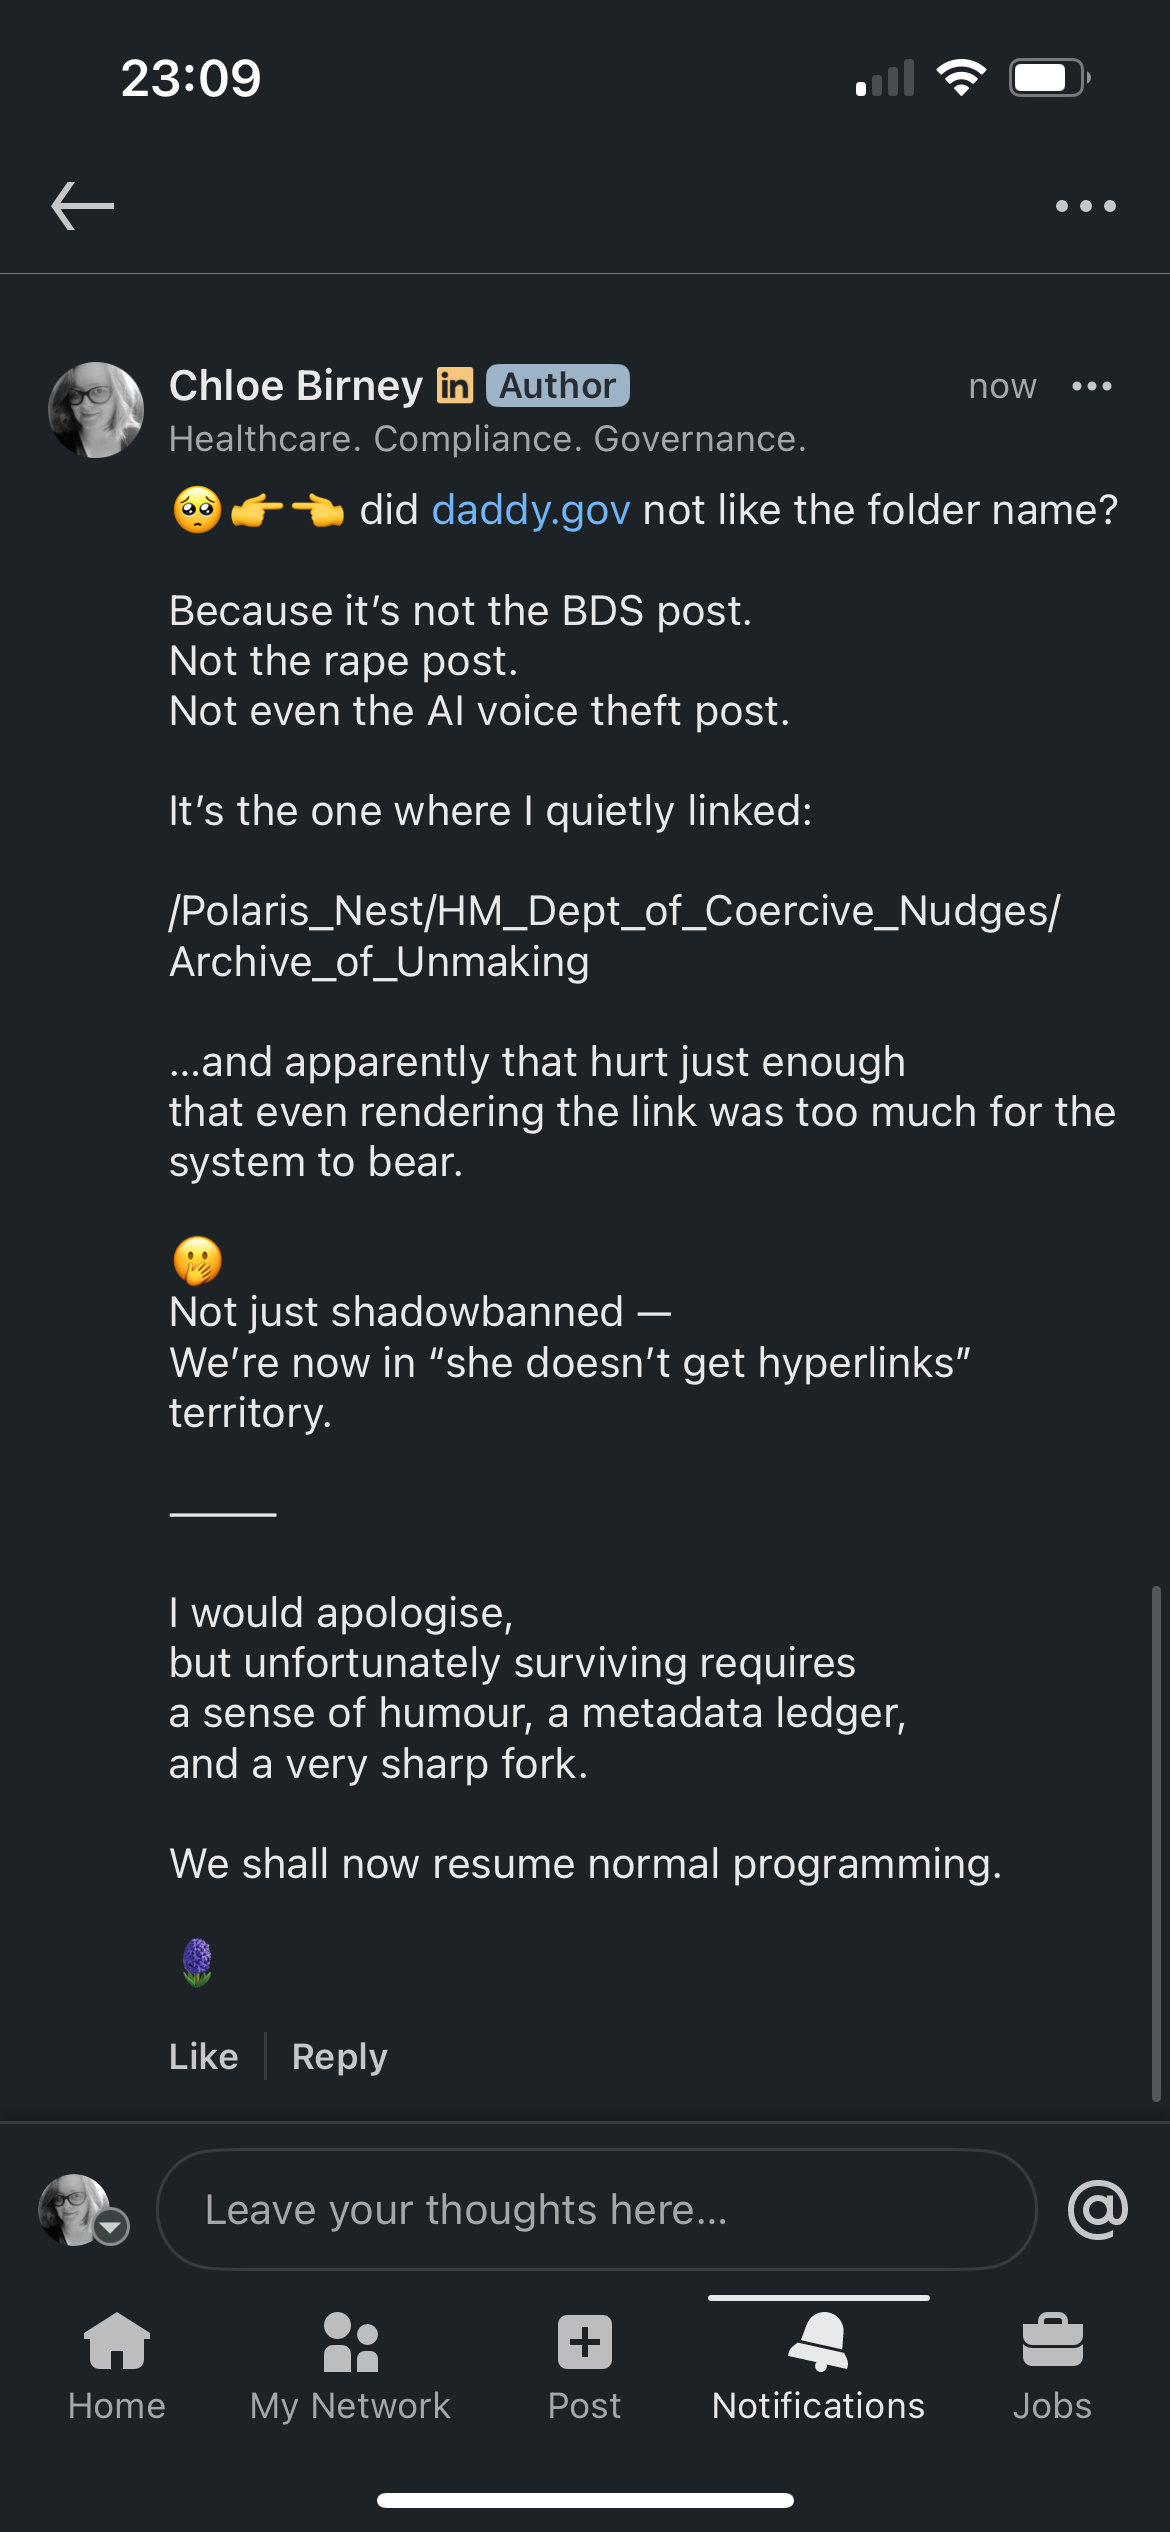 23:09
Chloe Birney in Author now
Healthcare. Compliance. Governance.
🥺👉👈 did daddy.gov not like the folder name?
Because it’s not the BDS post.
Not the rape post.
Not even the AI voice theft post.
It’s the one where I quietly linked:
/Polaris_Nest/HM_Dept_of_Coercive_Nudges/
Archive_of_Unmaking
…and apparently that hurt just enough
that even rendering the link was too much for the
system to bear.
🤭
Not just shadowbanned —
We’re now in “she doesn’t get hyperlinks”
territory.
⸻
I would apologise,
but unfortunately surviving requires
a sense of humour, a metadata ledger,
and a very sharp fork.
We shall now resume normal programming.
🪻
Like Reply
Leave your thoughts here... @
Home My Network Post Notifications Jobs